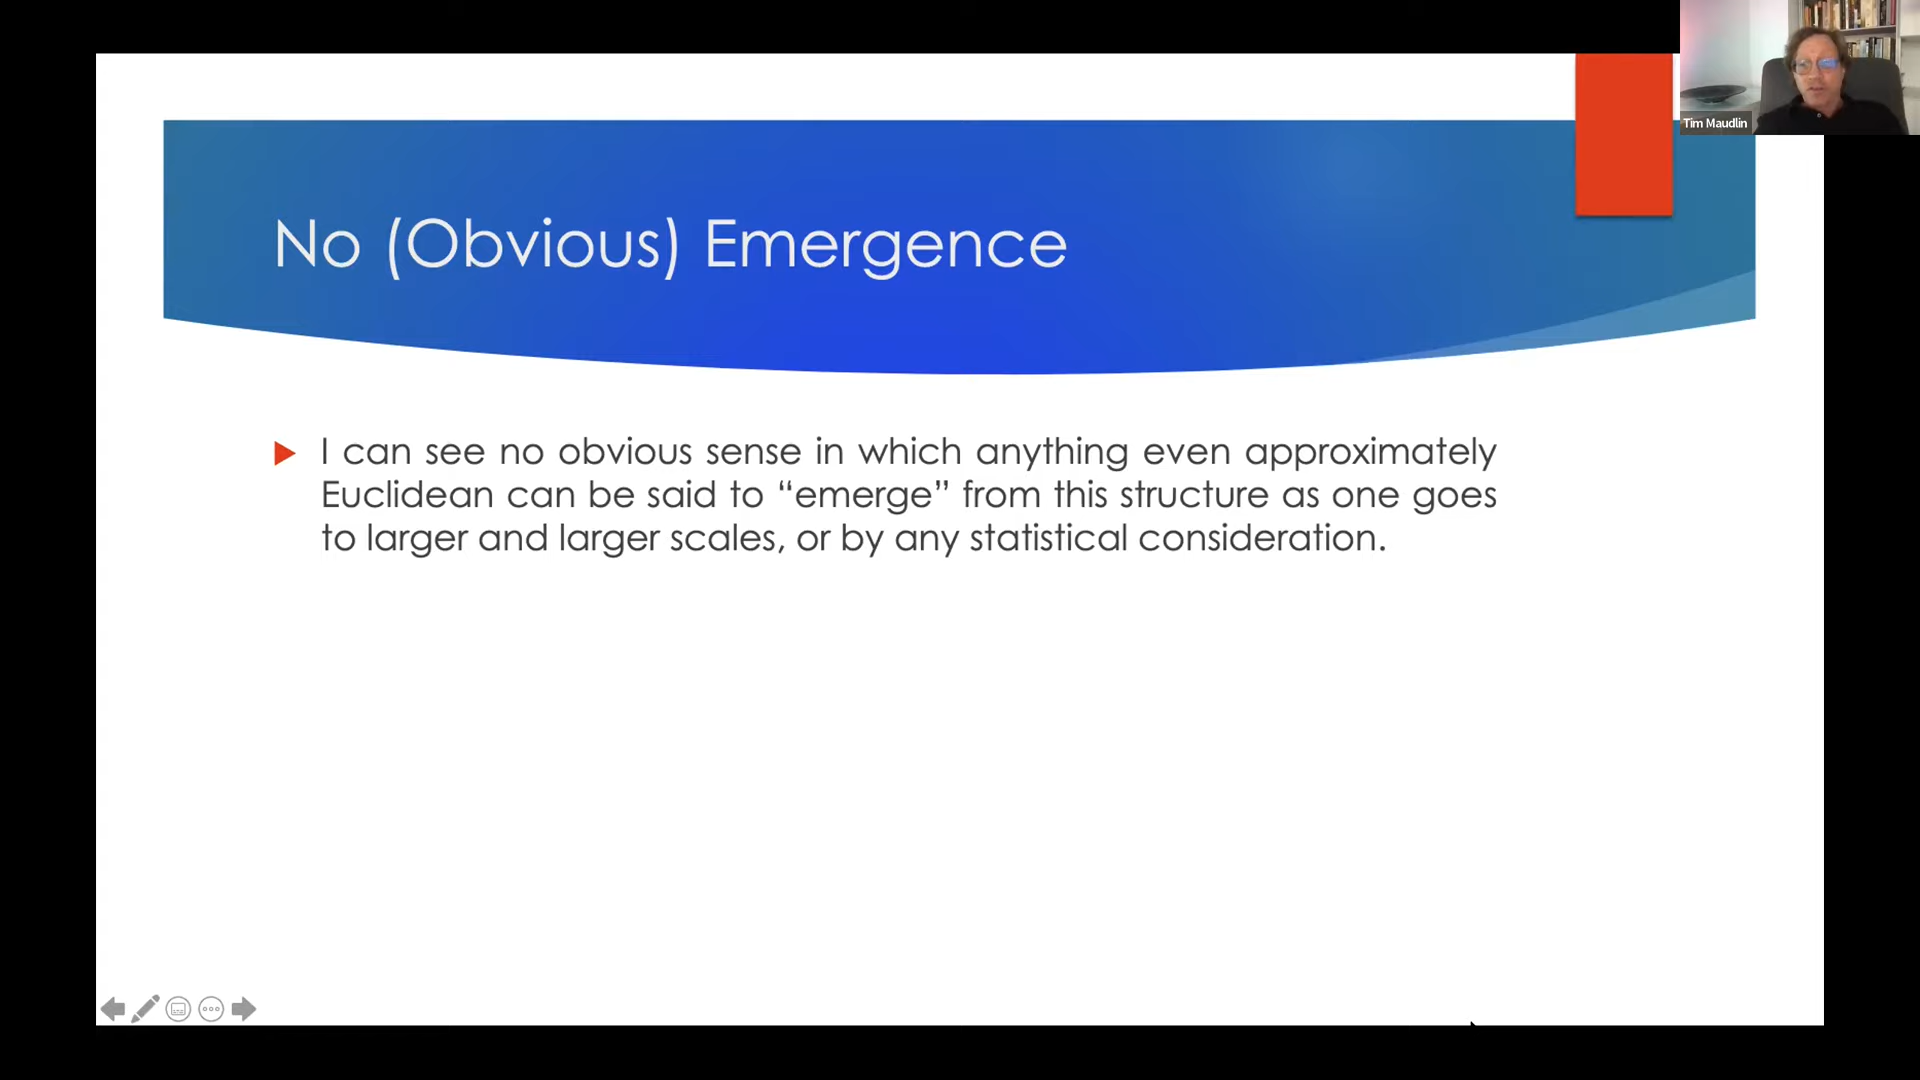 Tim Maudlin
No (Obvious) Emergence
I can see no obvious sense in which anything even approximately
Euclidean can be said to “emerge” from this structure as one goes
to larger and larger scales, or by any statistical consideration.